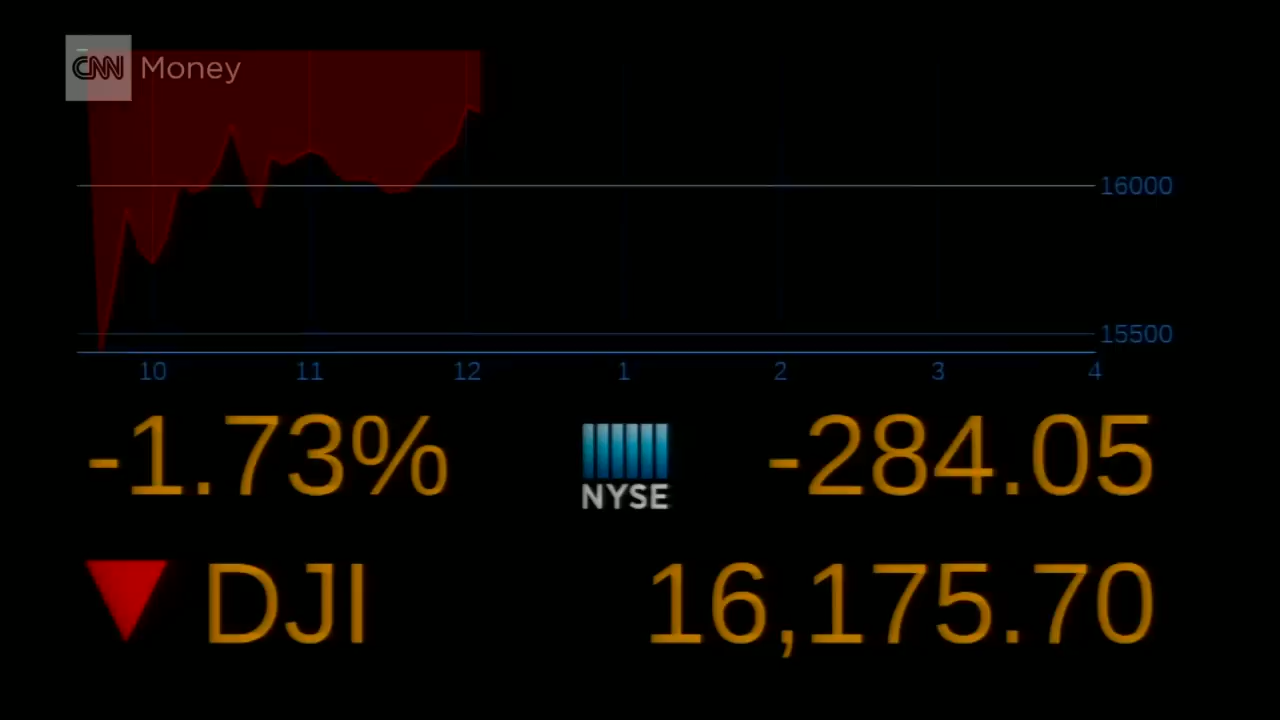 CNN Money
16000
15500
10 11 12 1 2 3 4
-1.73% NYSE -284.05
DJI 16,175.70